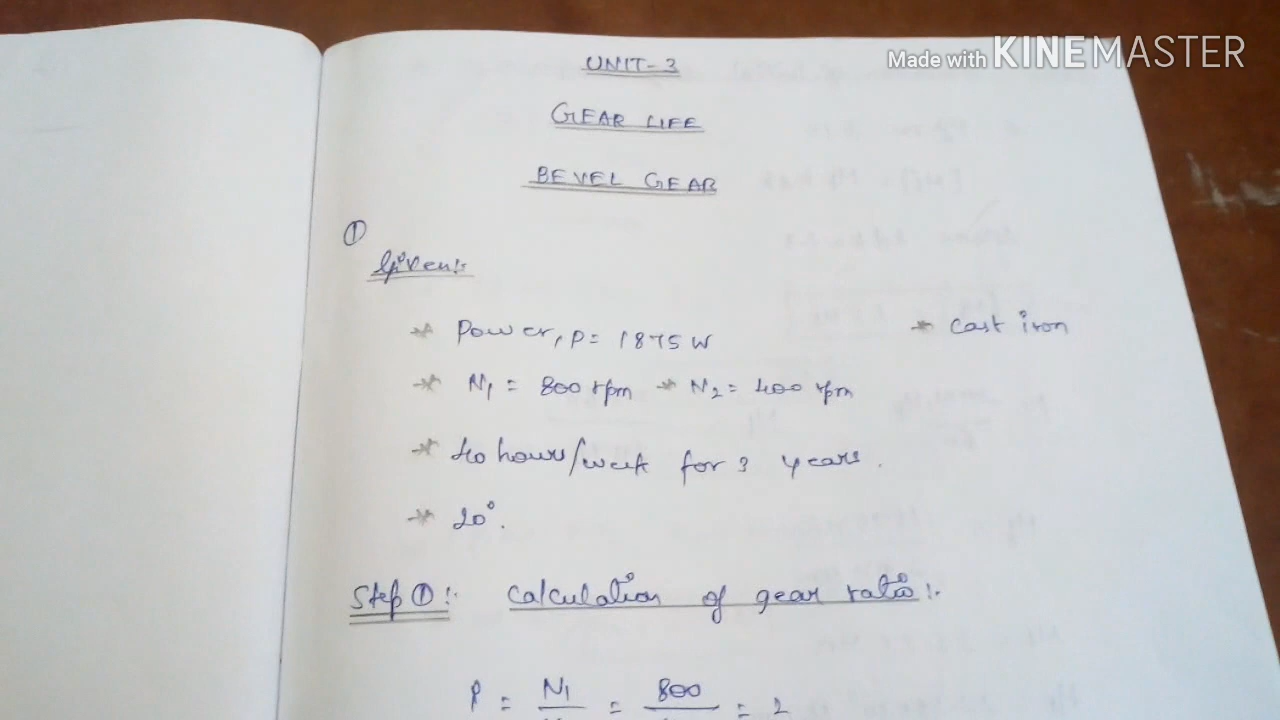 Made with KINEMASTER
UNIT-3
GEAR LIFE
BEVEL GEAR
①
Given:-
* Power, P = 1875 W * cast iron
* N1 = 800 rpm * N2 = 400 rpm
* 40 hours/week for 3 years.
* 20°.
Step ①:- Calculation of gear ratio:-
i = N1 = 800 = 2